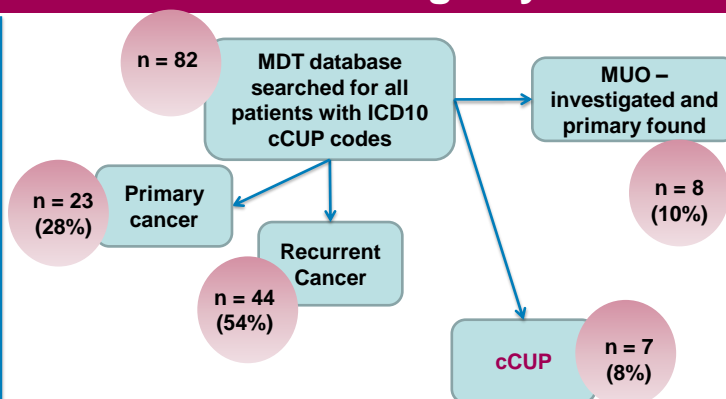 n = 82
MDT database
searched for all
patients with ICD10
cCUP codes
MUO –
investigated and
primary found
n = 8
(10%)
n = 23
(28%)
Primary
cancer
Recurrent
Cancer
n = 44
(54%)
cCUP
n = 7
(8%)